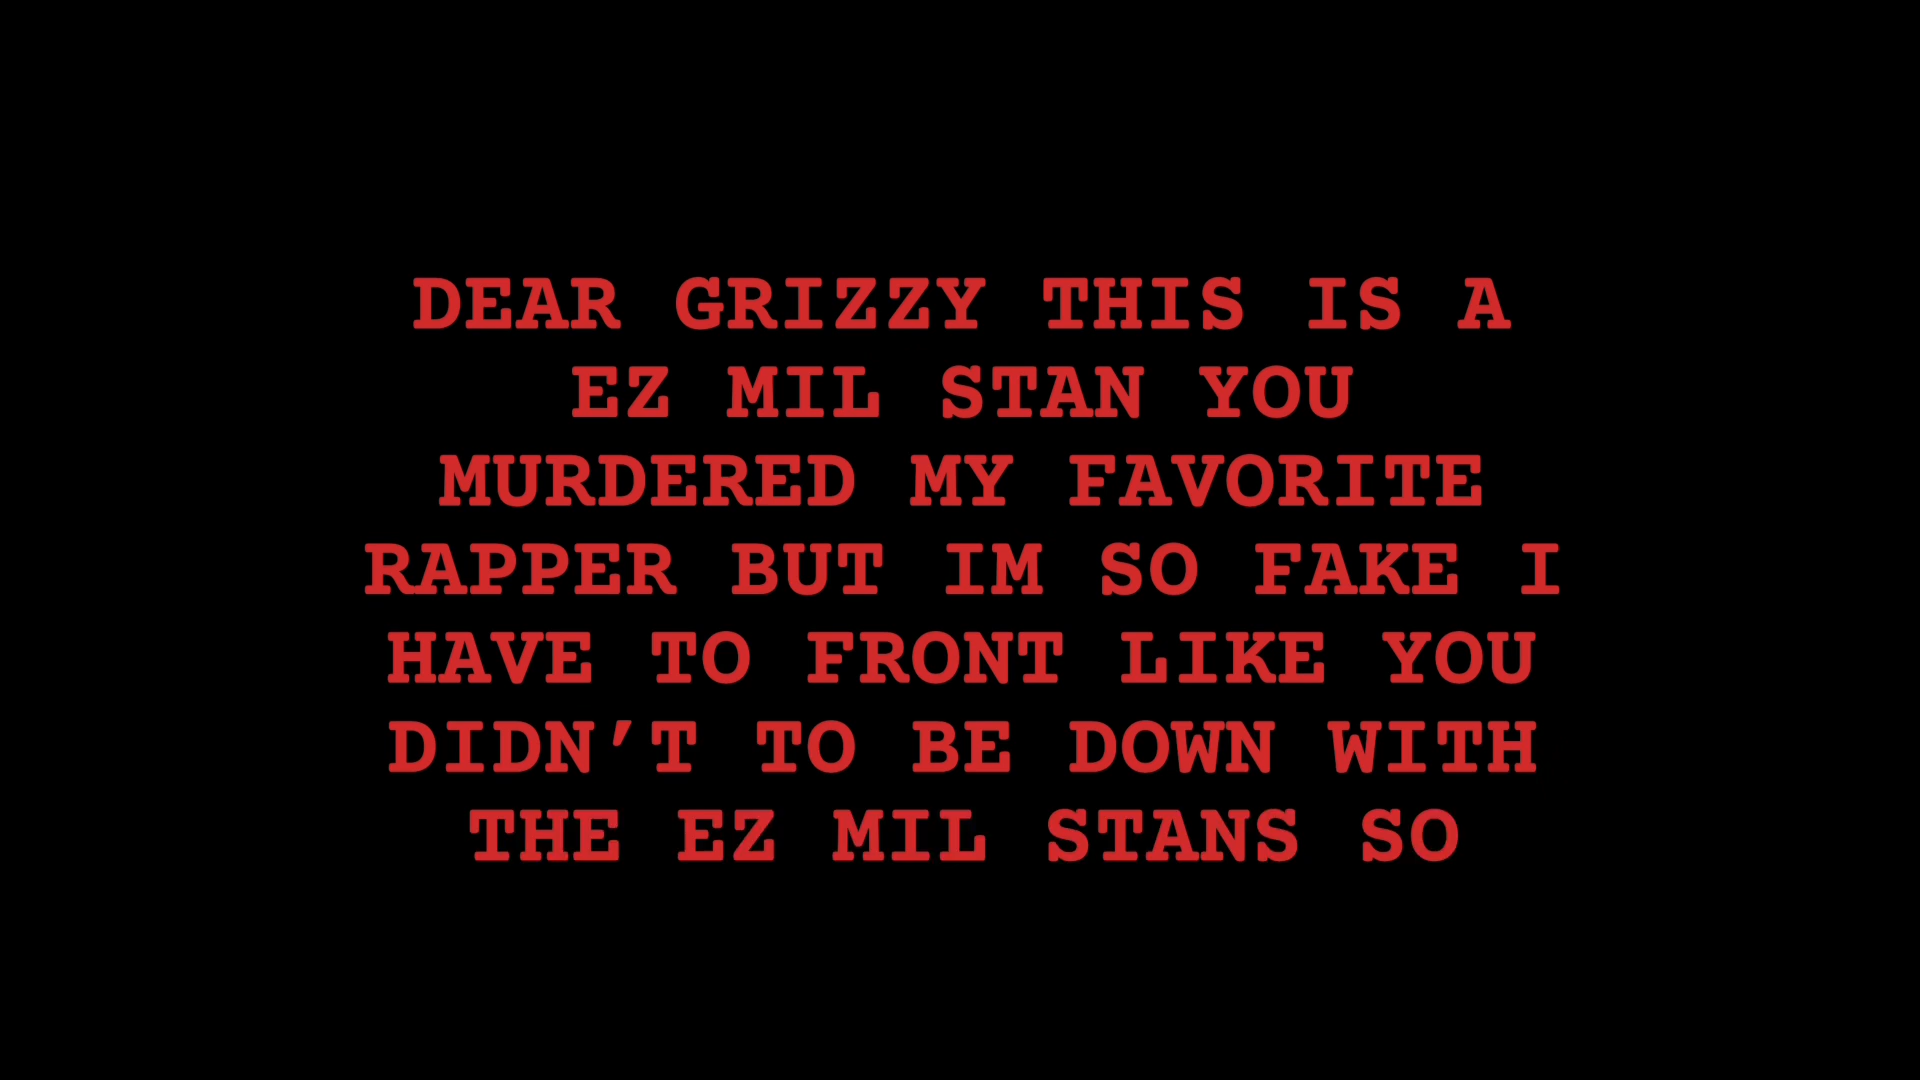 DEAR GRIZZY THIS IS A
EZ MIL STAN YOU
MURDERED MY FAVORITE
RAPPER BUT IM SO FAKE I
HAVE TO FRONT LIKE YOU
DIDN’T TO BE DOWN WITH
THE EZ MIL STANS SO